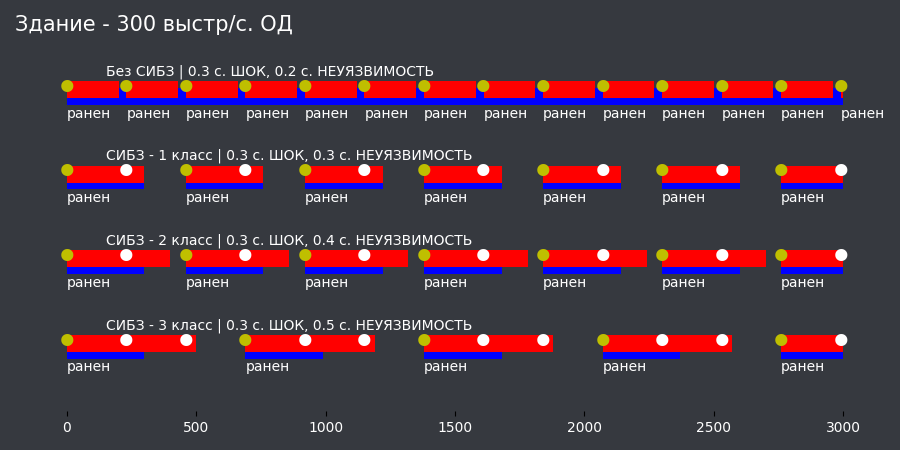 Здание - 300 выстр/с. ОД
Без СИБЗ | 0.3 с. ШОК, 0.2 с. НЕУЯЗВИМОСТЬ
ранен ранен ранен ранен ранен ранен ранен ранен ранен ранен ранен ранен ранен ранен
СИБЗ - 1 класс | 0.3 с. ШОК, 0.3 с. НЕУЯЗВИМОСТЬ
ранен ранен ранен ранен ранен ранен ранен
СИБЗ - 2 класс | 0.3 с. ШОК, 0.4 с. НЕУЯЗВИМОСТЬ
ранен ранен ранен ранен ранен ранен ранен
СИБЗ - 3 класс | 0.3 с. ШОК, 0.5 с. НЕУЯЗВИМОСТЬ
ранен ранен ранен ранен ранен
0 500 1000 1500 2000 2500 3000